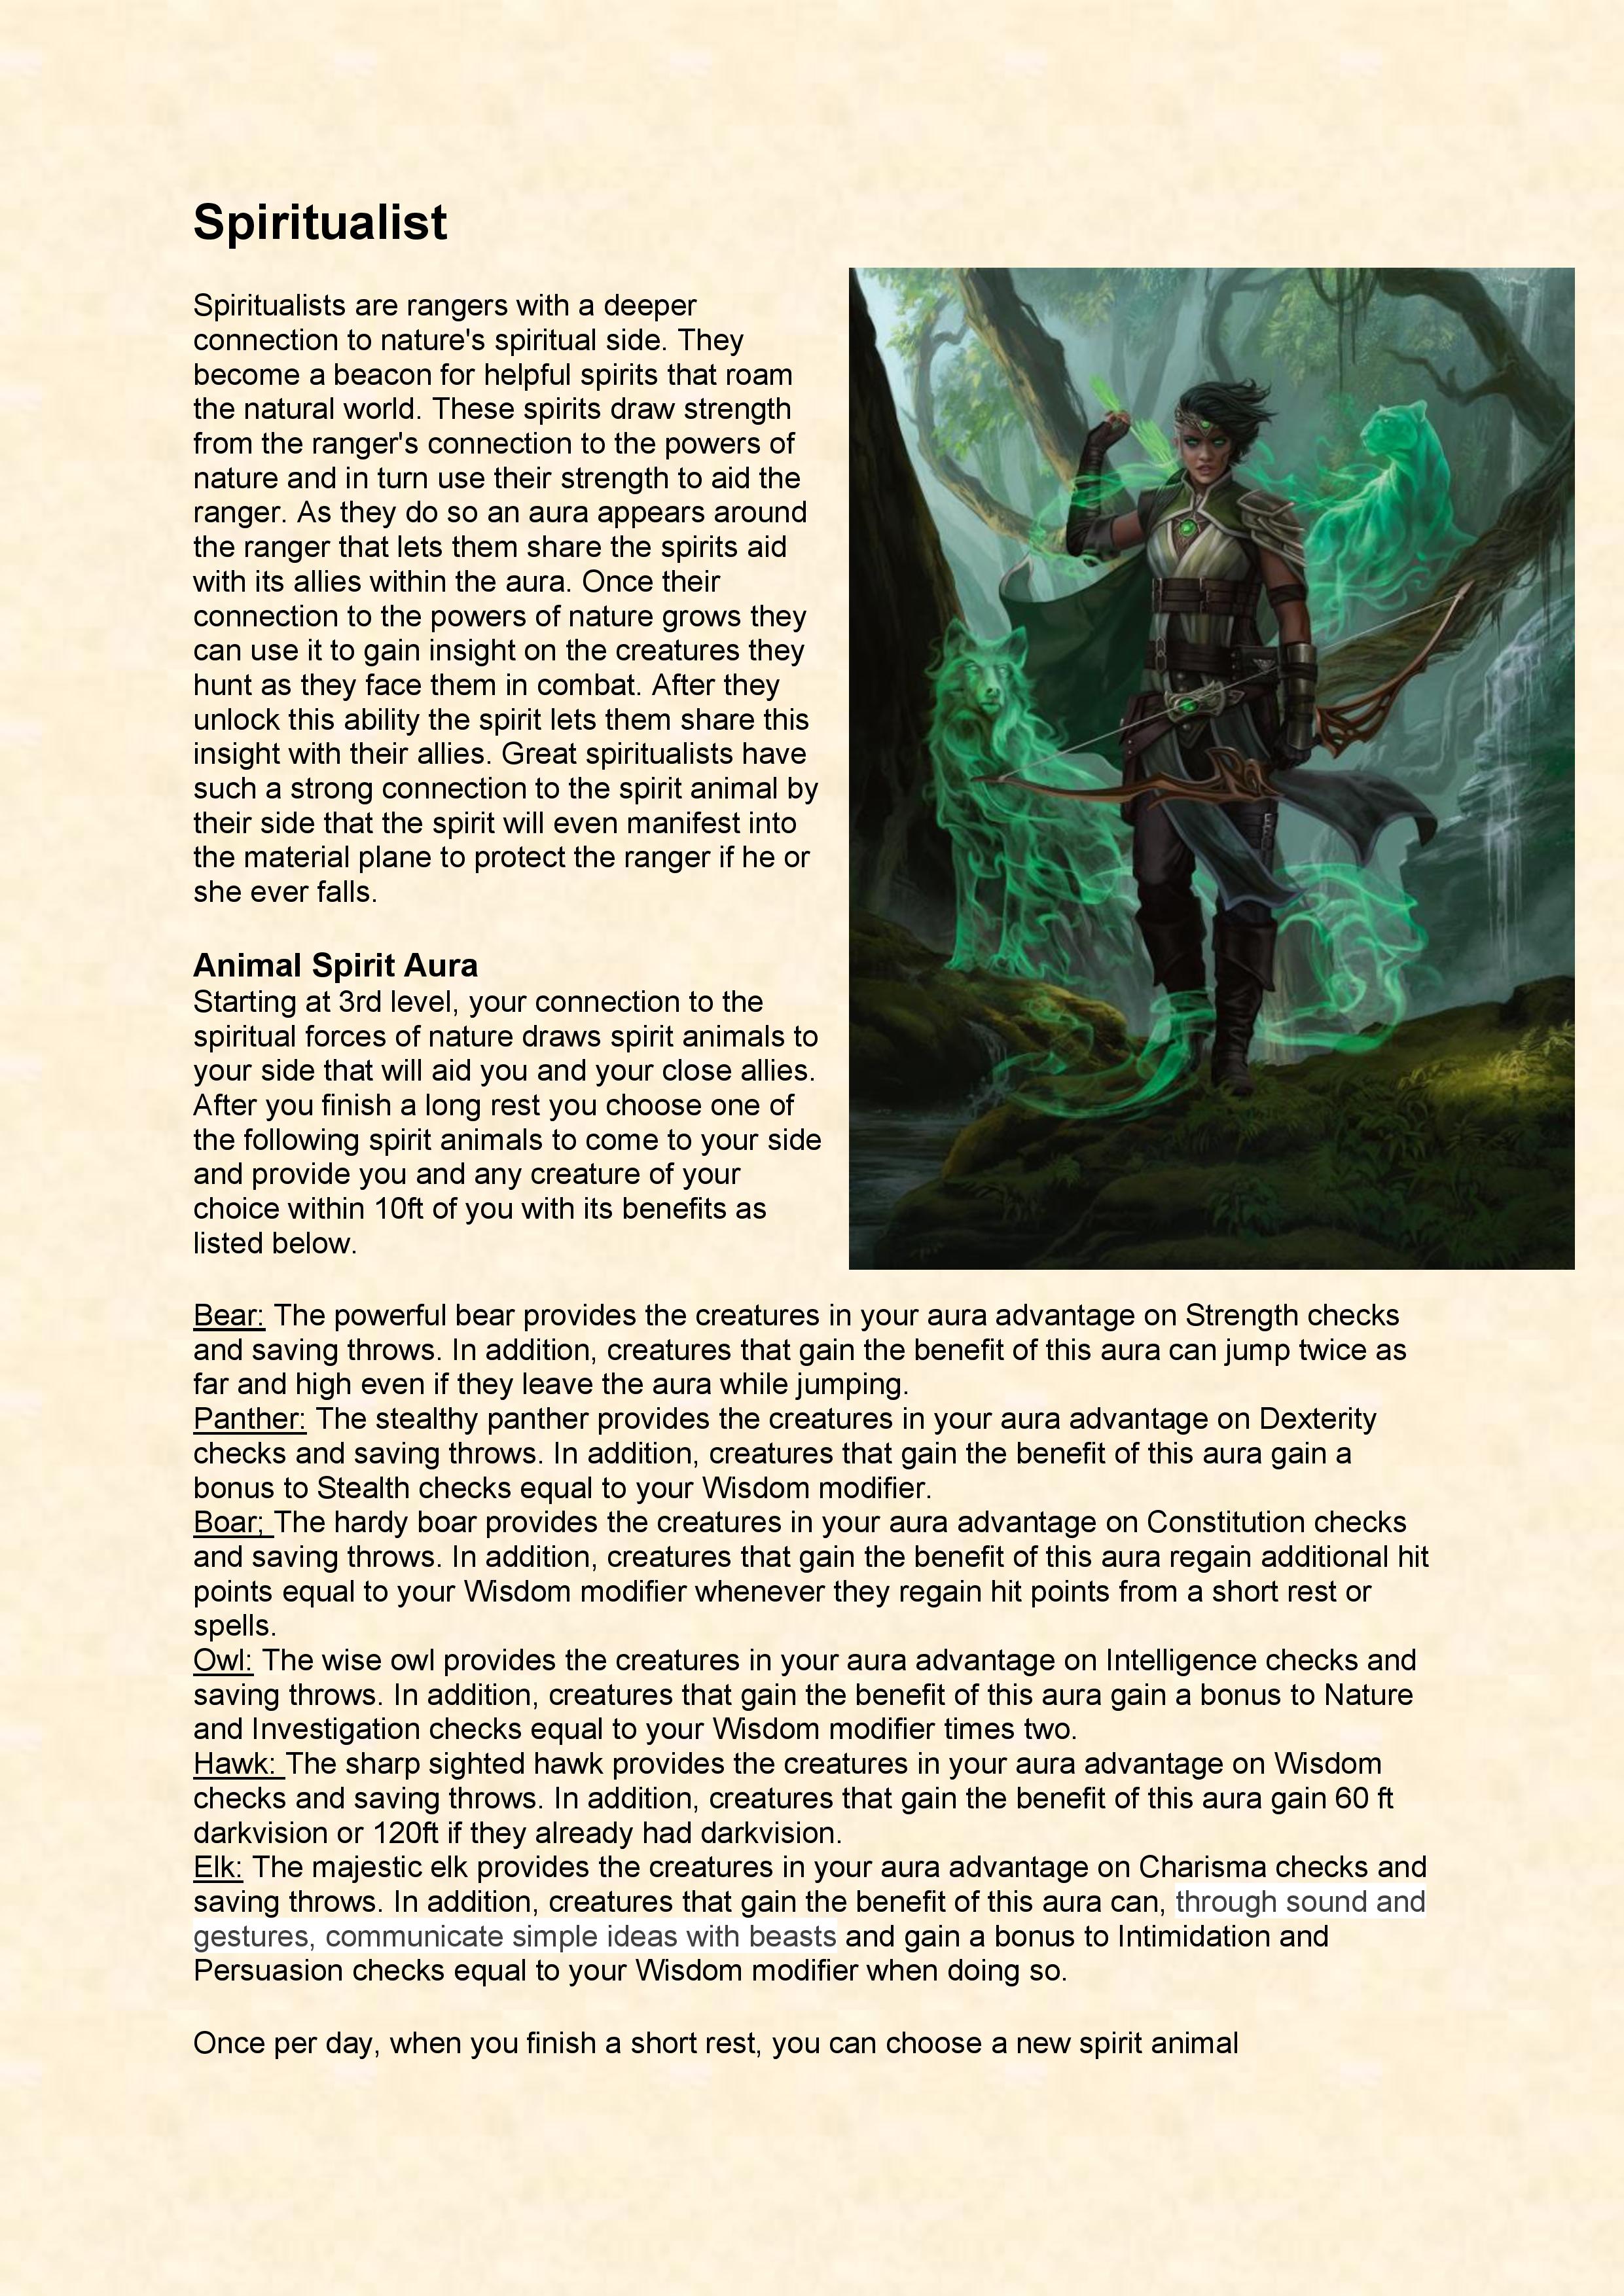 Spiritualist
Spiritualists are rangers with a deeper
connection to nature's spiritual side. They
become a beacon for helpful spirits that roam
the natural world. These spirits draw strength
from the ranger's connection to the powers of
nature and in turn use their strength to aid the
ranger. As they do so an aura appears around
the ranger that lets them share the spirits aid
with its allies within the aura. Once their
connection to the powers of nature grows they
can use it to gain insight on the creatures they
hunt as they face them in combat. After they
unlock this ability the spirit lets them share this
insight with their allies. Great spiritualists have
such a strong connection to the spirit animal by
their side that the spirit will even manifest into
the material plane to protect the ranger if he or
she ever falls.
Animal Spirit Aura
Starting at 3rd level, your connection to the
spiritual forces of nature draws spirit animals to
your side that will aid you and your close allies.
After you finish a long rest you choose one of
the following spirit animals to come to your side
and provide you and any creature of your
choice within 10ft of you with its benefits as
listed below.
Bear: The powerful bear provides the creatures in your aura advantage on Strength checks
and saving throws. In addition, creatures that gain the benefit of this aura can jump twice as
far and high even if they leave the aura while jumping.
Panther: The stealthy panther provides the creatures in your aura advantage on Dexterity
checks and saving throws. In addition, creatures that gain the benefit of this aura gain a
bonus to Stealth checks equal to your Wisdom modifier.
Boar; The hardy boar provides the creatures in your aura advantage on Constitution checks
and saving throws. In addition, creatures that gain the benefit of this aura regain additional hit
points equal to your Wisdom modifier whenever they regain hit points from a short rest or
spells.
Owl: The wise owl provides the creatures in your aura advantage on Intelligence checks and
saving throws. In addition, creatures that gain the benefit of this aura gain a bonus to Nature
and Investigation checks equal to your Wisdom modifier times two.
Hawk: The sharp sighted hawk provides the creatures in your aura advantage on Wisdom
checks and saving throws. In addition, creatures that gain the benefit of this aura gain 60 ft
darkvision or 120ft if they already had darkvision.
Elk: The majestic elk provides the creatures in your aura advantage on Charisma checks and
saving throws. In addition, creatures that gain the benefit of this aura can, through sound and
gestures, communicate simple ideas with beasts and gain a bonus to Intimidation and
Persuasion checks equal to your Wisdom modifier when doing so.
Once per day, when you finish a short rest, you can choose a new spirit animal